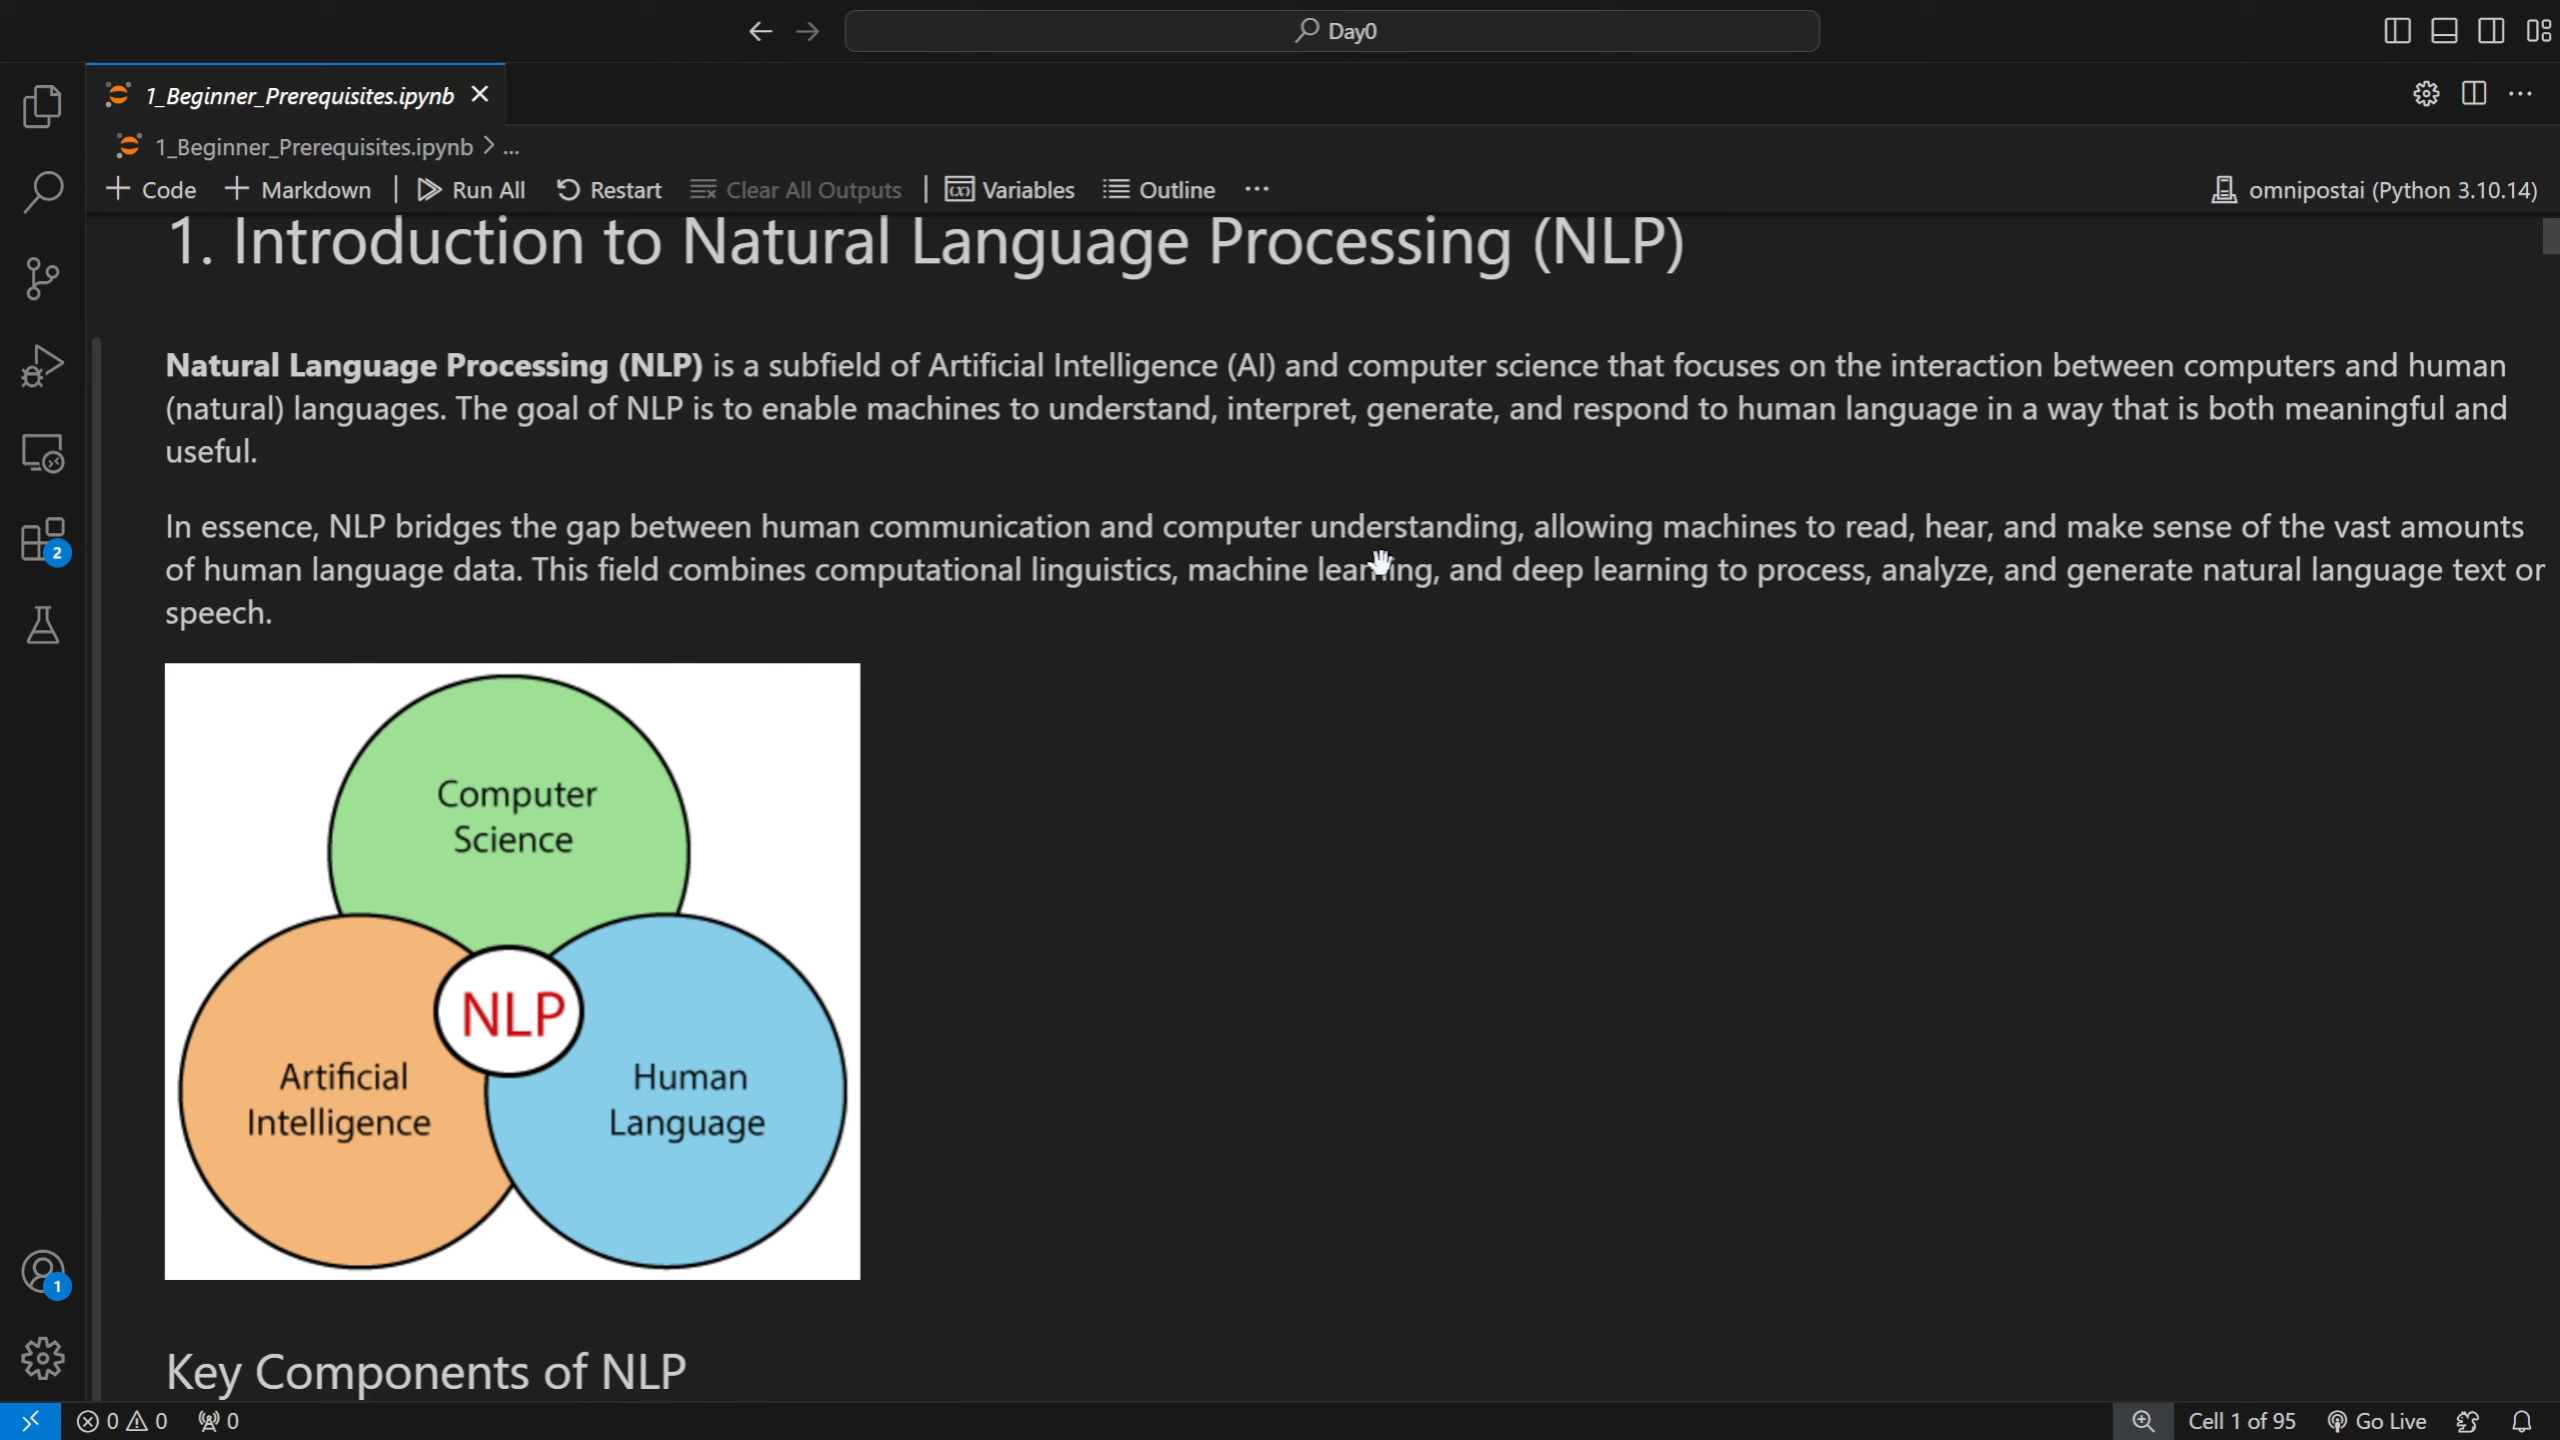 Day0
1_Beginner_Prerequisites.ipynb
1_Beginner_Prerequisites.ipynb > ...
Code Markdown Run All Restart Clear All Outputs Variables Outline ... omnipostai (Python 3.10.14)
1. Introduction to Natural Language Processing (NLP)
Natural Language Processing (NLP) is a subfield of Artificial Intelligence (AI) and computer science that focuses on the interaction between computers and human
(natural) languages. The goal of NLP is to enable machines to understand, interpret, generate, and respond to human language in a way that is both meaningful and
useful.
In essence, NLP bridges the gap between human communication and computer understanding, allowing machines to read, hear, and make sense of the vast amounts
of human language data. This field combines computational linguistics, machine learning, and deep learning to process, analyze, and generate natural language text or
speech.
Computer
Science
NLP
Artificial
Intelligence
Human
Language
Key Components of NLP
2
1
0 0 0 Cell 1 of 95 Go Live